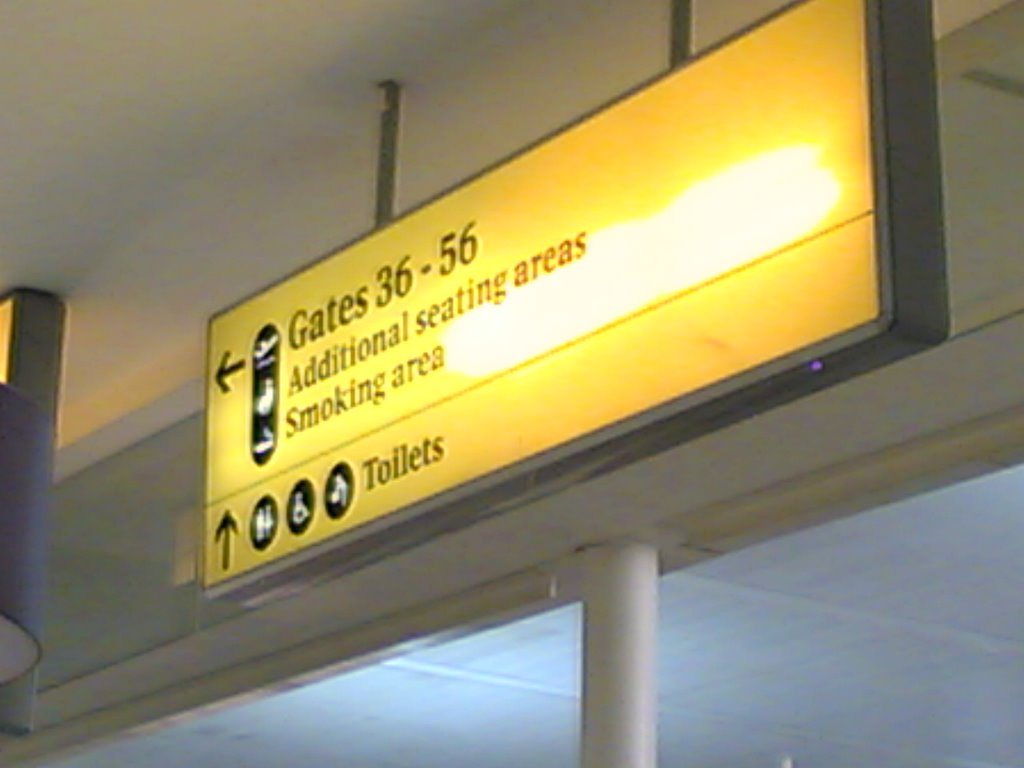 Gates 36 - 56
Additional seating areas
Smoking area
Toilets